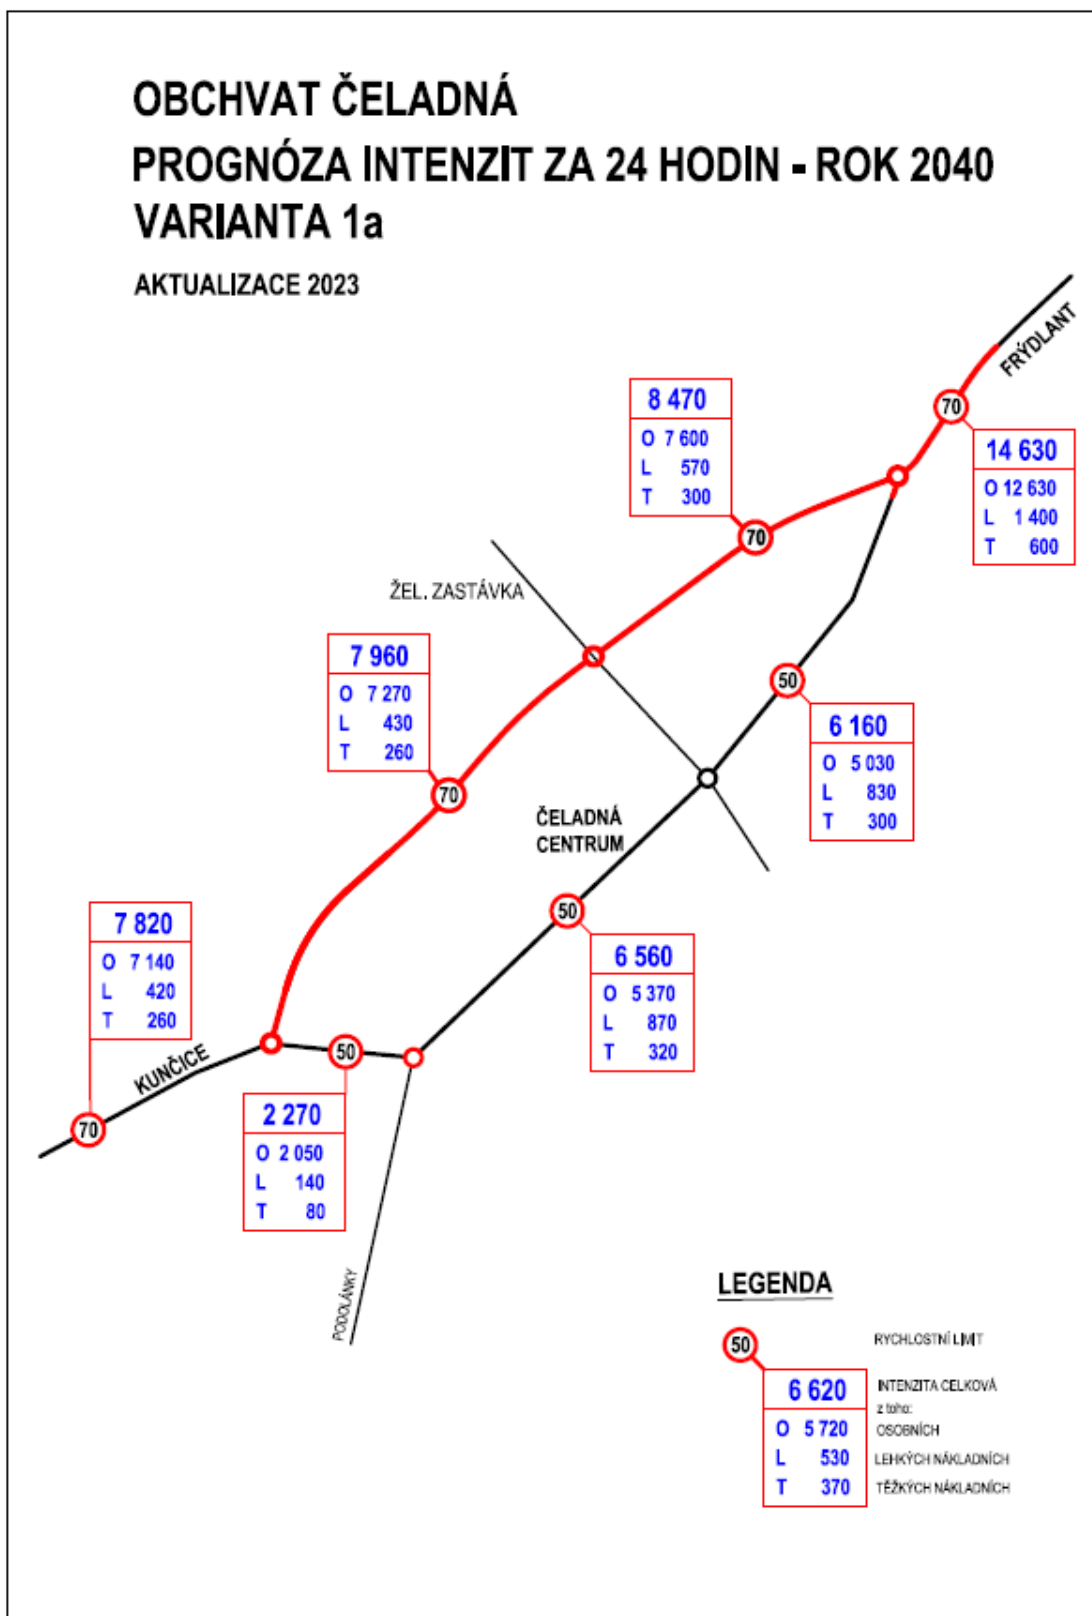 OBCHVAT ČELADNÁ
PROGNÓZA INTENZIT ZA 24 HODIN - ROK 2040
VARIANTA 1a
AKTUALIZACE 2023
FRÝDLANT
70
14 630
O 12 630
L 1 400
T 600
8 470
O 7 600
L 570
T 300
70
ŽEL. ZASTÁVKA
7 960
O 7 270
L 430
T 260
70
50
6 160
O 5 030
L 830
T 300
ČELADNÁ
CENTRUM
50
6 560
O 5 370
L 870
T 320
7 820
O 7 140
L 420
T 260
KUNČICE
70
50
2 270
O 2 050
L 140
T 80
PODOLÁNKY
LEGENDA
50
RYCHLOSTNÍ LIMIT
6 620
INTENZITA CELKOVÁ
z toho:
O 5 720
OSOBNÍCH
L 530
LEHKÝCH NÁKLADNÍCH
T 370
TĚŽKÝCH NÁKLADNÍCH